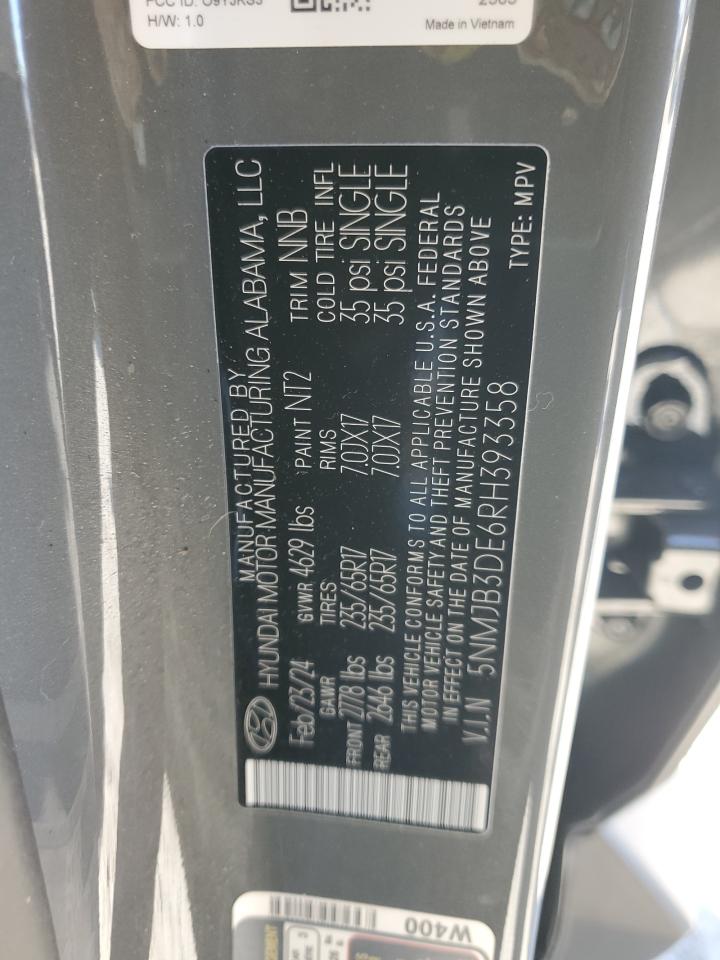 H/W: 1.0
Made in Vietnam
MANUFACTURED BY
HYUNDAI MOTOR MANUFACTURING ALABAMA, LLC
Feb/23/24 GVWR 4629 lbs PAINT NT2 TRIM NNB
GAWR TIRES RIMS COLD TIRE INFL
FRONT 2778 lbs 235/65R17 7.0JX17 35 psi SINGLE
REAR 2646 lbs 235/65R17 7.0JX17 35 psi SINGLE
THIS VEHICLE CONFORMS TO ALL APPLICABLE U.S.A. FEDERAL
MOTOR VEHICLE SAFETY AND THEFT PREVENTION STANDARDS
IN EFFECT ON THE DATE OF MANUFACTURE SHOWN ABOVE
V.I.N 5NMJB3DE6RH393358
TYPE: MPV
W400